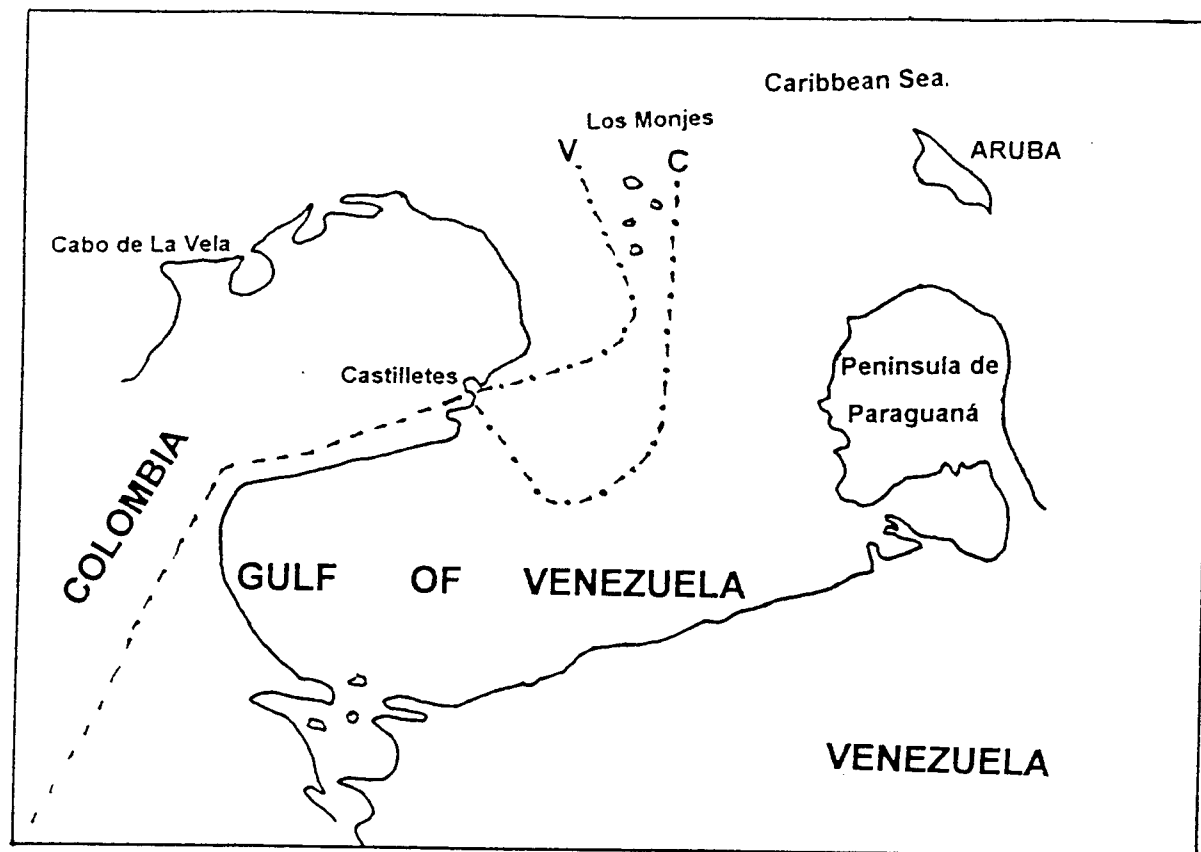 Caribbean Sea.
Los Monjes
V
C
ARUBA
Cabo de La Vela
Castilletes
Peninsula de
Paraguaná
COLOMBIA
GULF OF VENEZUELA
VENEZUELA